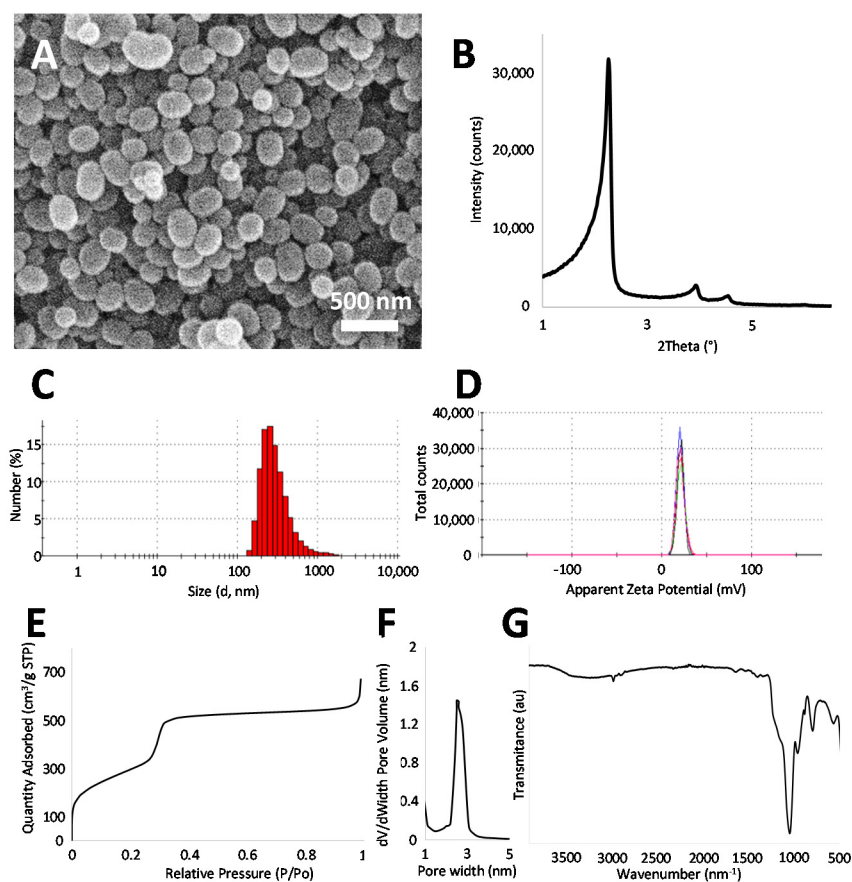 A
500 nm
B
Intensity (counts)
30,000
20,000
10,000
0
1 3 5
2Theta (°)
C
Number (%)
15
10
5
0
1 10 100 1000 10,000
Size (d, nm)
D
Total counts
40,000
30,000
20,000
10,000
0
-100 0 100
Apparent Zeta Potential (mV)
E
Quantity Adsorbed (cm³/g STP)
700
500
300
100
0
0 0.2 0.4 0.6 0.8 1
Relative Pressure (P/Po)
F
dV/dWidth Pore Volume (nm)
2
1.6
1.2
0.8
0.4
0
1 3 5
Pore width (nm)
G
Transmitance (au)
3500 3000 2500 2000 1500 1000 500
Wavenumber (nm⁻¹)